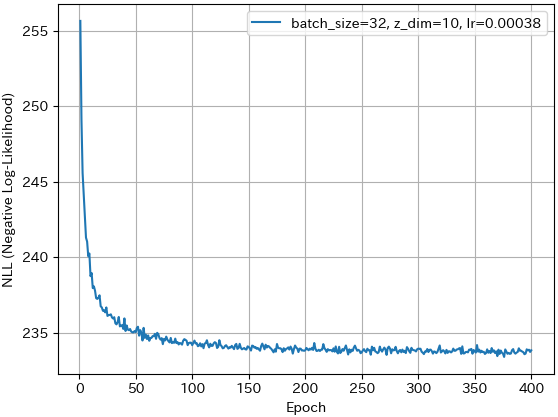 batch_size=32, z_dim=10, lr=0.00038
255
250
245
240
235
NLL (Negative Log-Likelihood)
0 50 100 150 200 250 300 350 400
Epoch